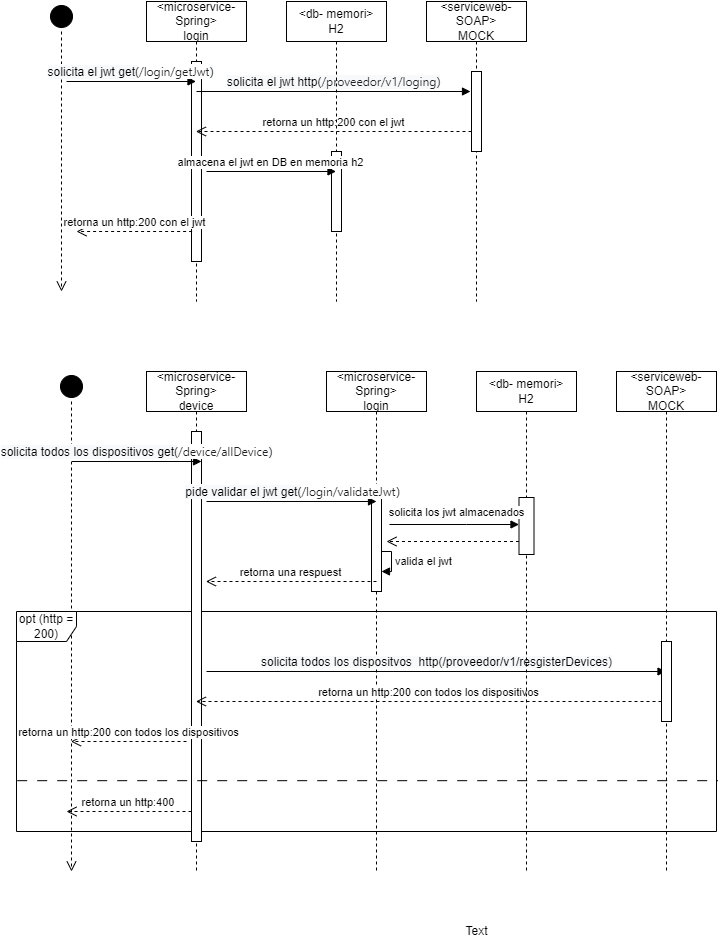 <microservice-
Spring>
login
<db- memori>
H2
<serviceweb-
SOAP>
MOCK
solicita el jwt get(/login/getJwt)
solicita el jwt http(/proveedor/v1/loging)
retorna un http:200 con el jwt
almacena el jwt en DB en memoria h2
retorna un http:200 con el jwt
<microservice-
Spring>
device
<microservice-
Spring>
login
<db- memori>
H2
<serviceweb-
SOAP>
MOCK
solicita todos los dispositivos get(/device/allDevice)
pide validar el jwt get(/login/validateJwt)
solicita los jwt almacenados
valida el jwt
retorna una respuest
opt (http =
200)
solicita todos los dispositvos  http(/proveedor/v1/resgisterDevices)
retorna un http:200 con todos los dispositivos
retorna un http:200 con todos los dispositivos
retorna un http:400
Text